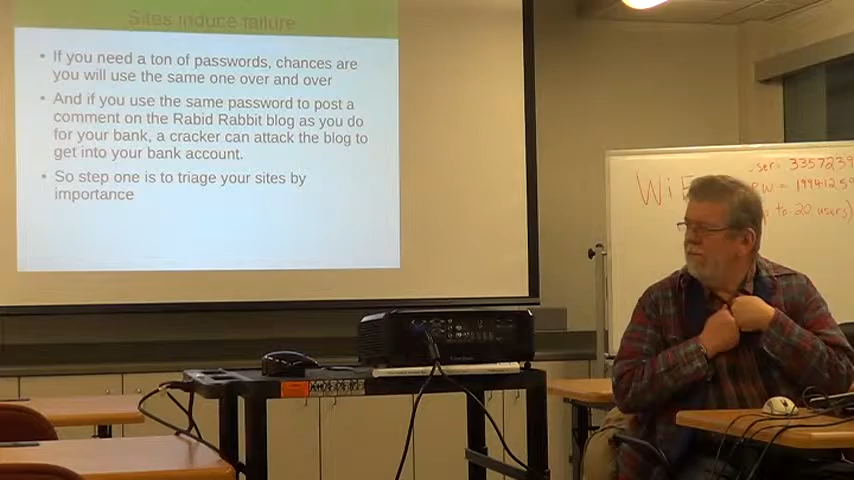 Sites induce failure
• If you need a ton of passwords, chances are
you will use the same one over and over
• And if you use the same password to post a
comment on the Rabid Rabbit blog as you do
for your bank, a cracker can attack the blog to
get into your bank account.
• So step one is to triage your sites by
importance
3357239
= 19941259
to 20 users)